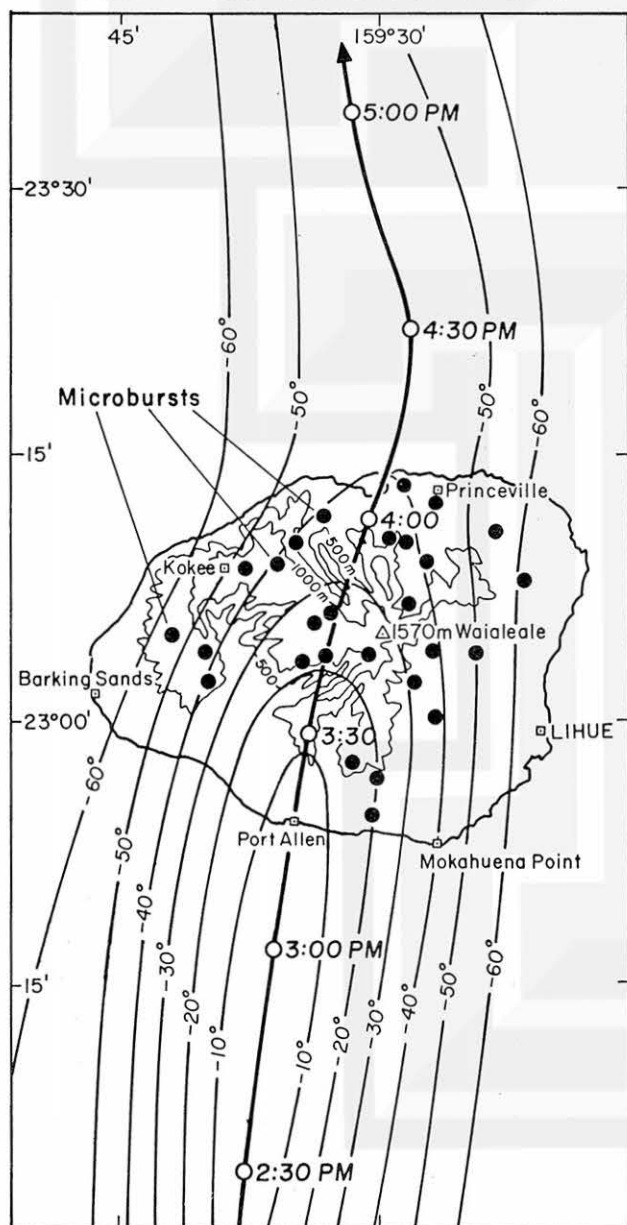 45'
159°30'
5:00 PM
-23°30'
4:30 PM
-60°
-50°
-50°
-60°
Microbursts
-15'
-15'
Princeville
4:00
500m
Kokee
1000m
1570m Waialeale
500
Barking Sands
-23°00'
3:30
LIHUE
-60°
Port Allen
Mokahuena Point
-50°
-40°
3:00 PM
-30°
-60°
-15'
-50°
-20°
-40°
-10°
-30°
-10°
-20°
2:30 PM